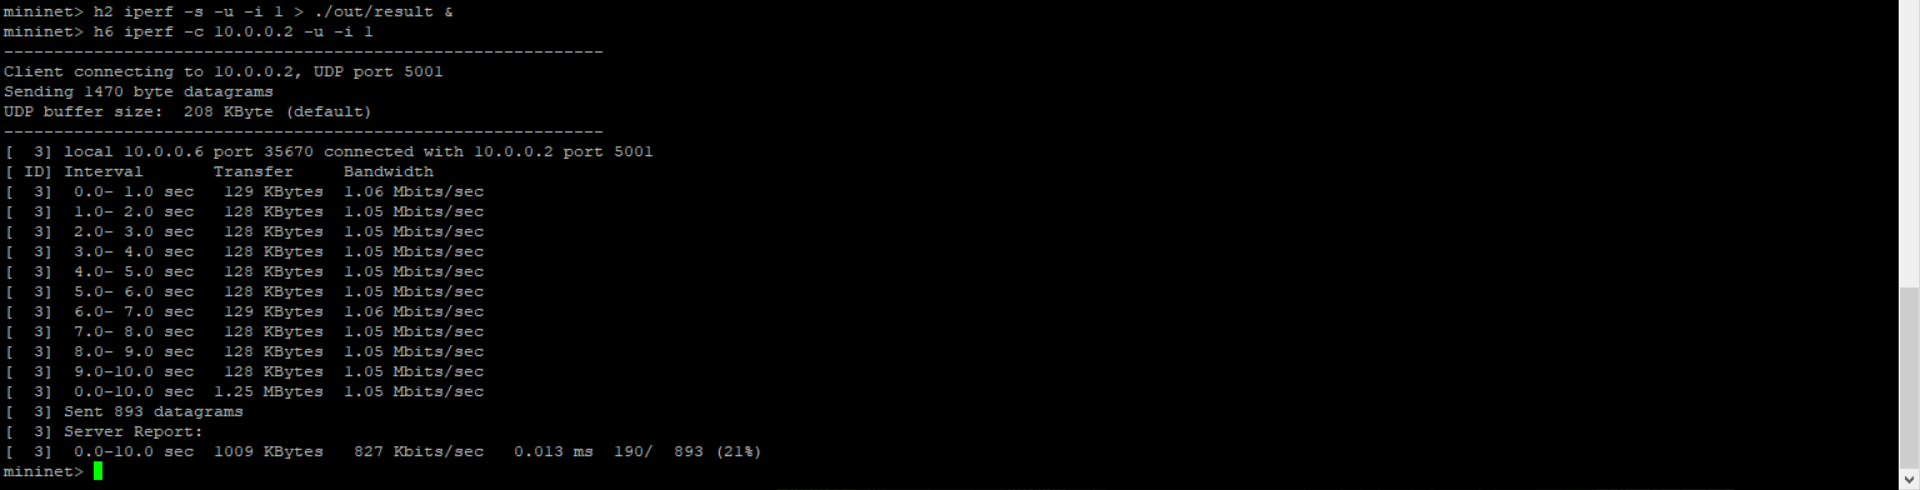 mininet> h2 iperf -s -u -i 1 > ./out/result &
mininet> h6 iperf -c 10.0.0.2 -u -i 1
------------------------------------------------------------
Client connecting to 10.0.0.2, UDP port 5001
Sending 1470 byte datagrams
UDP buffer size:  208 KByte (default)
------------------------------------------------------------
[  3] local 10.0.0.6 port 35670 connected with 10.0.0.2 port 5001
[ ID] Interval       Transfer     Bandwidth
[  3]  0.0- 1.0 sec   129 KBytes  1.06 Mbits/sec
[  3]  1.0- 2.0 sec   128 KBytes  1.05 Mbits/sec
[  3]  2.0- 3.0 sec   128 KBytes  1.05 Mbits/sec
[  3]  3.0- 4.0 sec   128 KBytes  1.05 Mbits/sec
[  3]  4.0- 5.0 sec   128 KBytes  1.05 Mbits/sec
[  3]  5.0- 6.0 sec   128 KBytes  1.05 Mbits/sec
[  3]  6.0- 7.0 sec   129 KBytes  1.06 Mbits/sec
[  3]  7.0- 8.0 sec   128 KBytes  1.05 Mbits/sec
[  3]  8.0- 9.0 sec   128 KBytes  1.05 Mbits/sec
[  3]  9.0-10.0 sec   128 KBytes  1.05 Mbits/sec
[  3]  0.0-10.0 sec  1.25 MBytes  1.05 Mbits/sec
[  3] Sent 893 datagrams
[  3] Server Report:
[  3]  0.0-10.0 sec  1009 KBytes   827 Kbits/sec   0.013 ms  190/  893 (21%)
mininet>